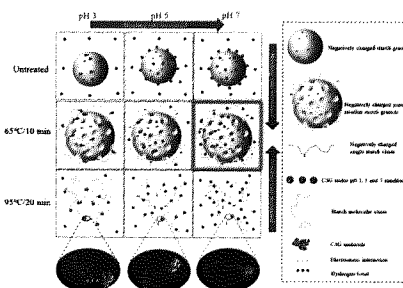 pH 3 pH 5 pH 7
Untreated
65°C/10 min
95°C/20 min
Negatively charged starch granule
Negatively charged
starch granule
Negatively charged
single starch chain
CSG under pH 3, 5 and 7 condition
Starch molecular chain
CSG molecule
Electrostatic interaction
Hydrogen bond